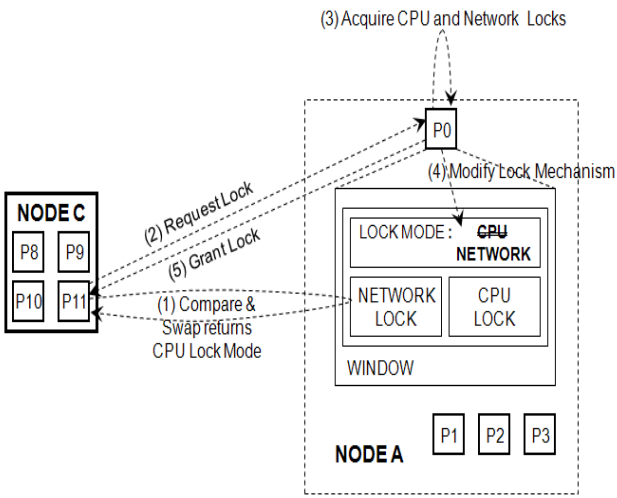 (3) Acquire CPU and Network Locks
P0
(4) Modify Lock Mechanism
NODE C
P8 P9
P10 P11
(2) Request Lock
(5) Grant Lock
(1) Compare &
Swap returns
CPU Lock Mode
LOCK MODE : CPU
NETWORK
NETWORK
LOCK
CPU
LOCK
WINDOW
NODE A
P1 P2 P3